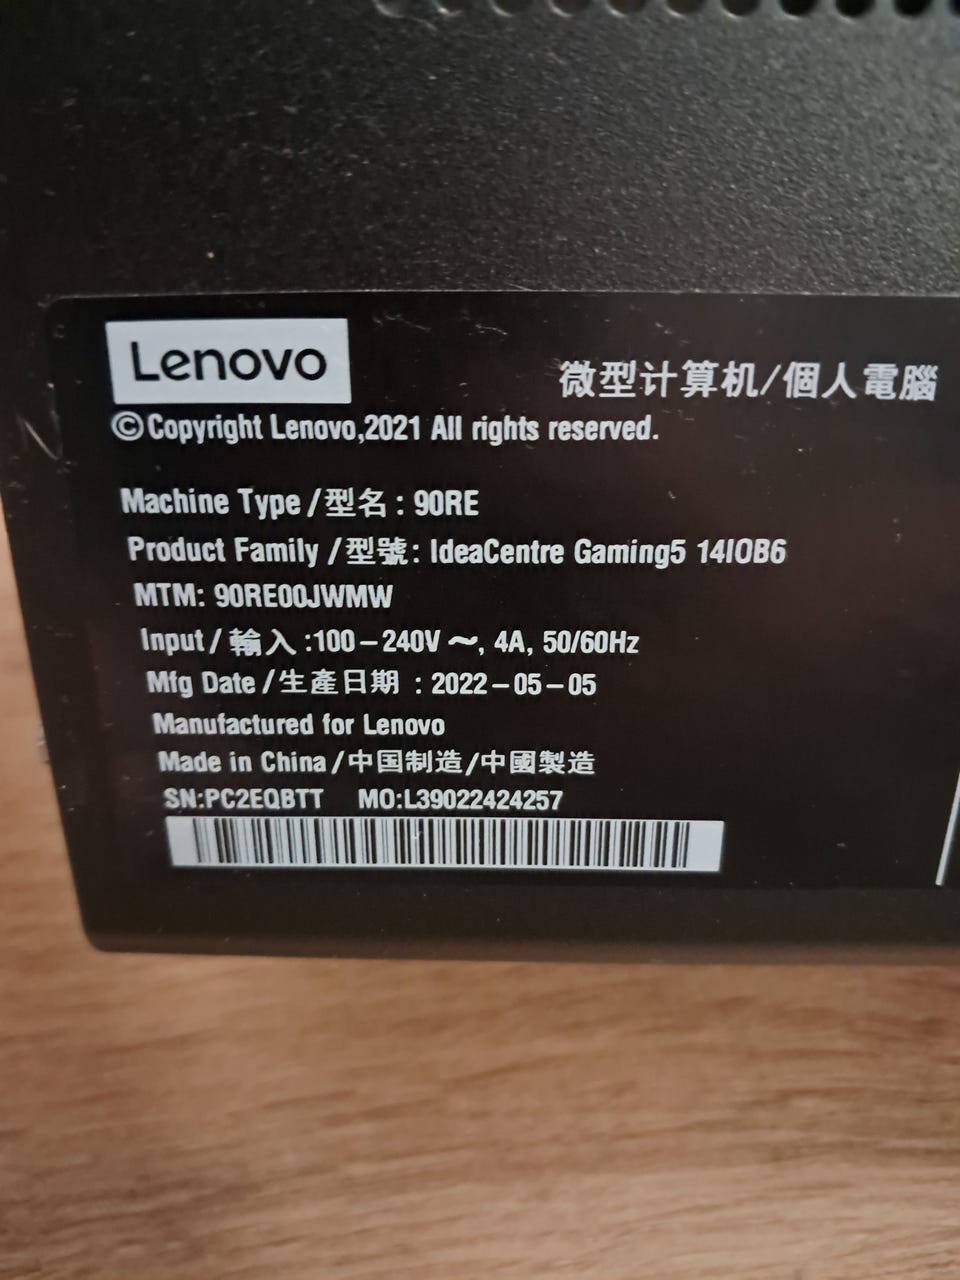 Lenovo
微型计算机/個人電腦
©Copyright Lenovo,2021 All rights reserved.
Machine Type/型名: 90RE
Product Family/型號: IdeaCentre Gaming5 14IOB6
MTM: 90RE00JWMW
Input/輸入:100-240V～, 4A, 50/60Hz
Mfg Date/生產日期 : 2022-05-05
Manufactured for Lenovo
Made in China/中国制造/中國製造
SN:PC2EQBTT MO:L39022424257